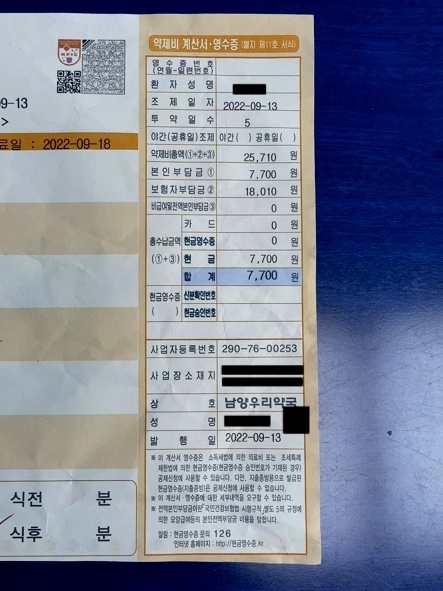 09-13
>
료일 : 2022-09-18
식전 분
식후 분
약제비 계산서·영수증 (별지 제11호 서식)
영수증번호
(연월-일련번호)
환자성명
조제일자 2022-09-13
투약일수 5
야간(공휴일)조제 야간( ) 공휴일( )
약제비총액(①+②+③) 25,710 원
본인부담금① 7,700 원
보험자부담금② 18,010 원
비급여및전액본인부담금③ 0 원
총수납금액
(①+③)
카드 0 원
현금영수증 0 원
현금 7,700 원
합계 7,700 원
현금영수증
( )
신분확인번호
현금승인번호
사업자등록번호 290-76-00253
사업장소재지
상호 남양우리약국
성명
발행일 2022-09-13
※ 이 계산서·영수증은 소득세법에 의한 의료비 또는 조세특례
제한법에 의한 현금영수증(현금영수증 승인번호가 기재된 경우)
공제신청에 사용할 수 있습니다. 다만, 지출증빙용으로 발급된
현금영수증(지출증빙)은 공제신청에 사용할 수 없습니다.
※ 이 계산서·영수증에 대한 세부내역을 요구할 수 있습니다.
※ 전액본인부담금이란 국민건강보험법 시행규칙 별도 5의 규정에
의한 요양급여등의 본인전액부담금 비용을 말합니다.
알림 : 현금영수증 문의 126
인터넷 홈페이지 : http://현금영수증.kr